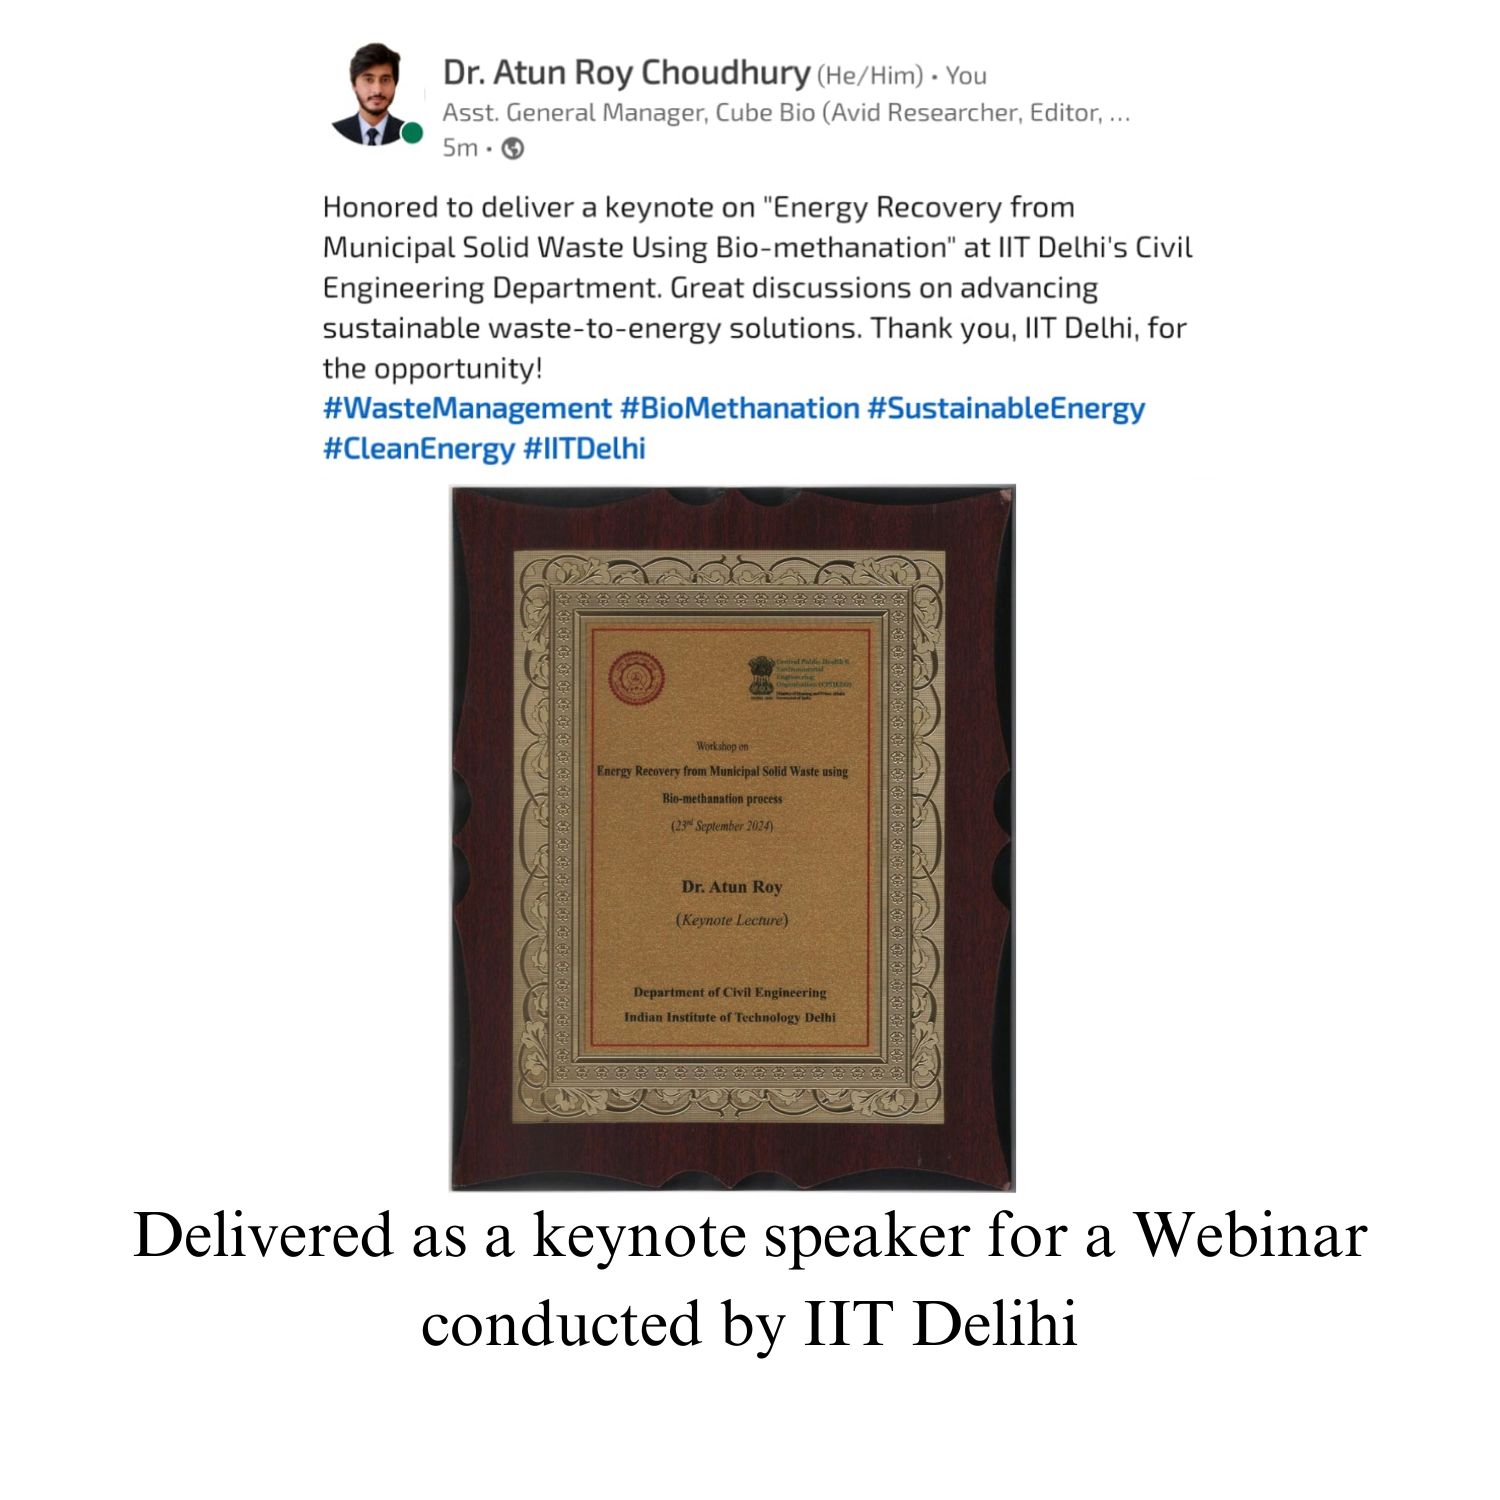 Dr. Atun Roy Choudhury (He/Him) • You
Asst. General Manager, Cube Bio (Avid Researcher, Editor, ...
5m •
Honored to deliver a keynote on "Energy Recovery from
Municipal Solid Waste Using Bio-methanation" at IIT Delhi's Civil
Engineering Department. Great discussions on advancing
sustainable waste-to-energy solutions. Thank you, IIT Delhi, for
the opportunity!
#WasteManagement #BioMethanation #SustainableEnergy
#CleanEnergy #IITDelhi
Central Public Health &
Environmental
Engineering
Organisation (CPHEEO)
Workshop on
Energy Recovery from Municipal Solid Waste using
Bio-methanation process
(23rd September 2024)
Dr. Atun Roy
(Keynote Lecture)
Department of Civil Engineering
Indian Institute of Technology Delhi
Delivered as a keynote speaker for a Webinar
conducted by IIT Delihi